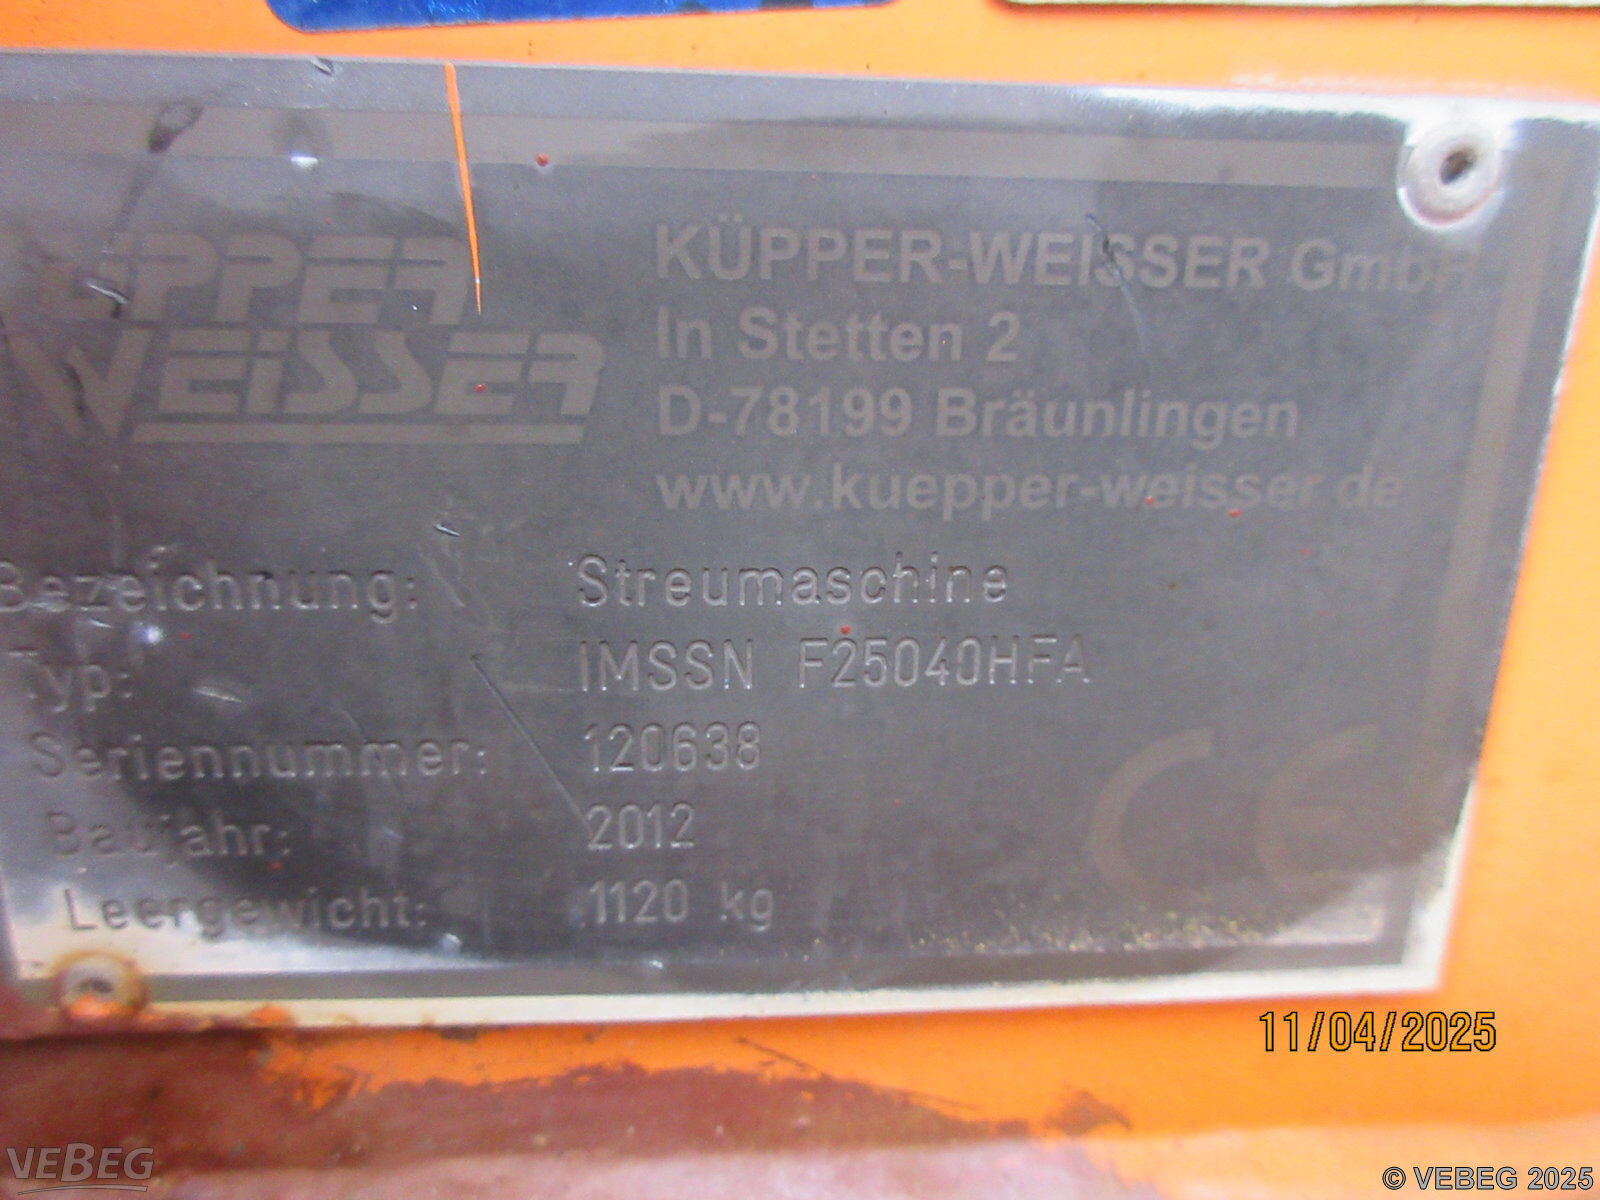 KÜPPER WEISSER
KÜPPER-WEISSER GmbH
In Stetten 2
D-78199 Bräunlingen
www.kuepper-weisser.de
Bezeichnung: Streumaschine
Typ: IMSSN F25040HFA
Seriennummer: 120638
Baujahr: 2012
Leergewicht: 1120 kg
CE
11/04/2025
VEBEG
© VEBEG 2025